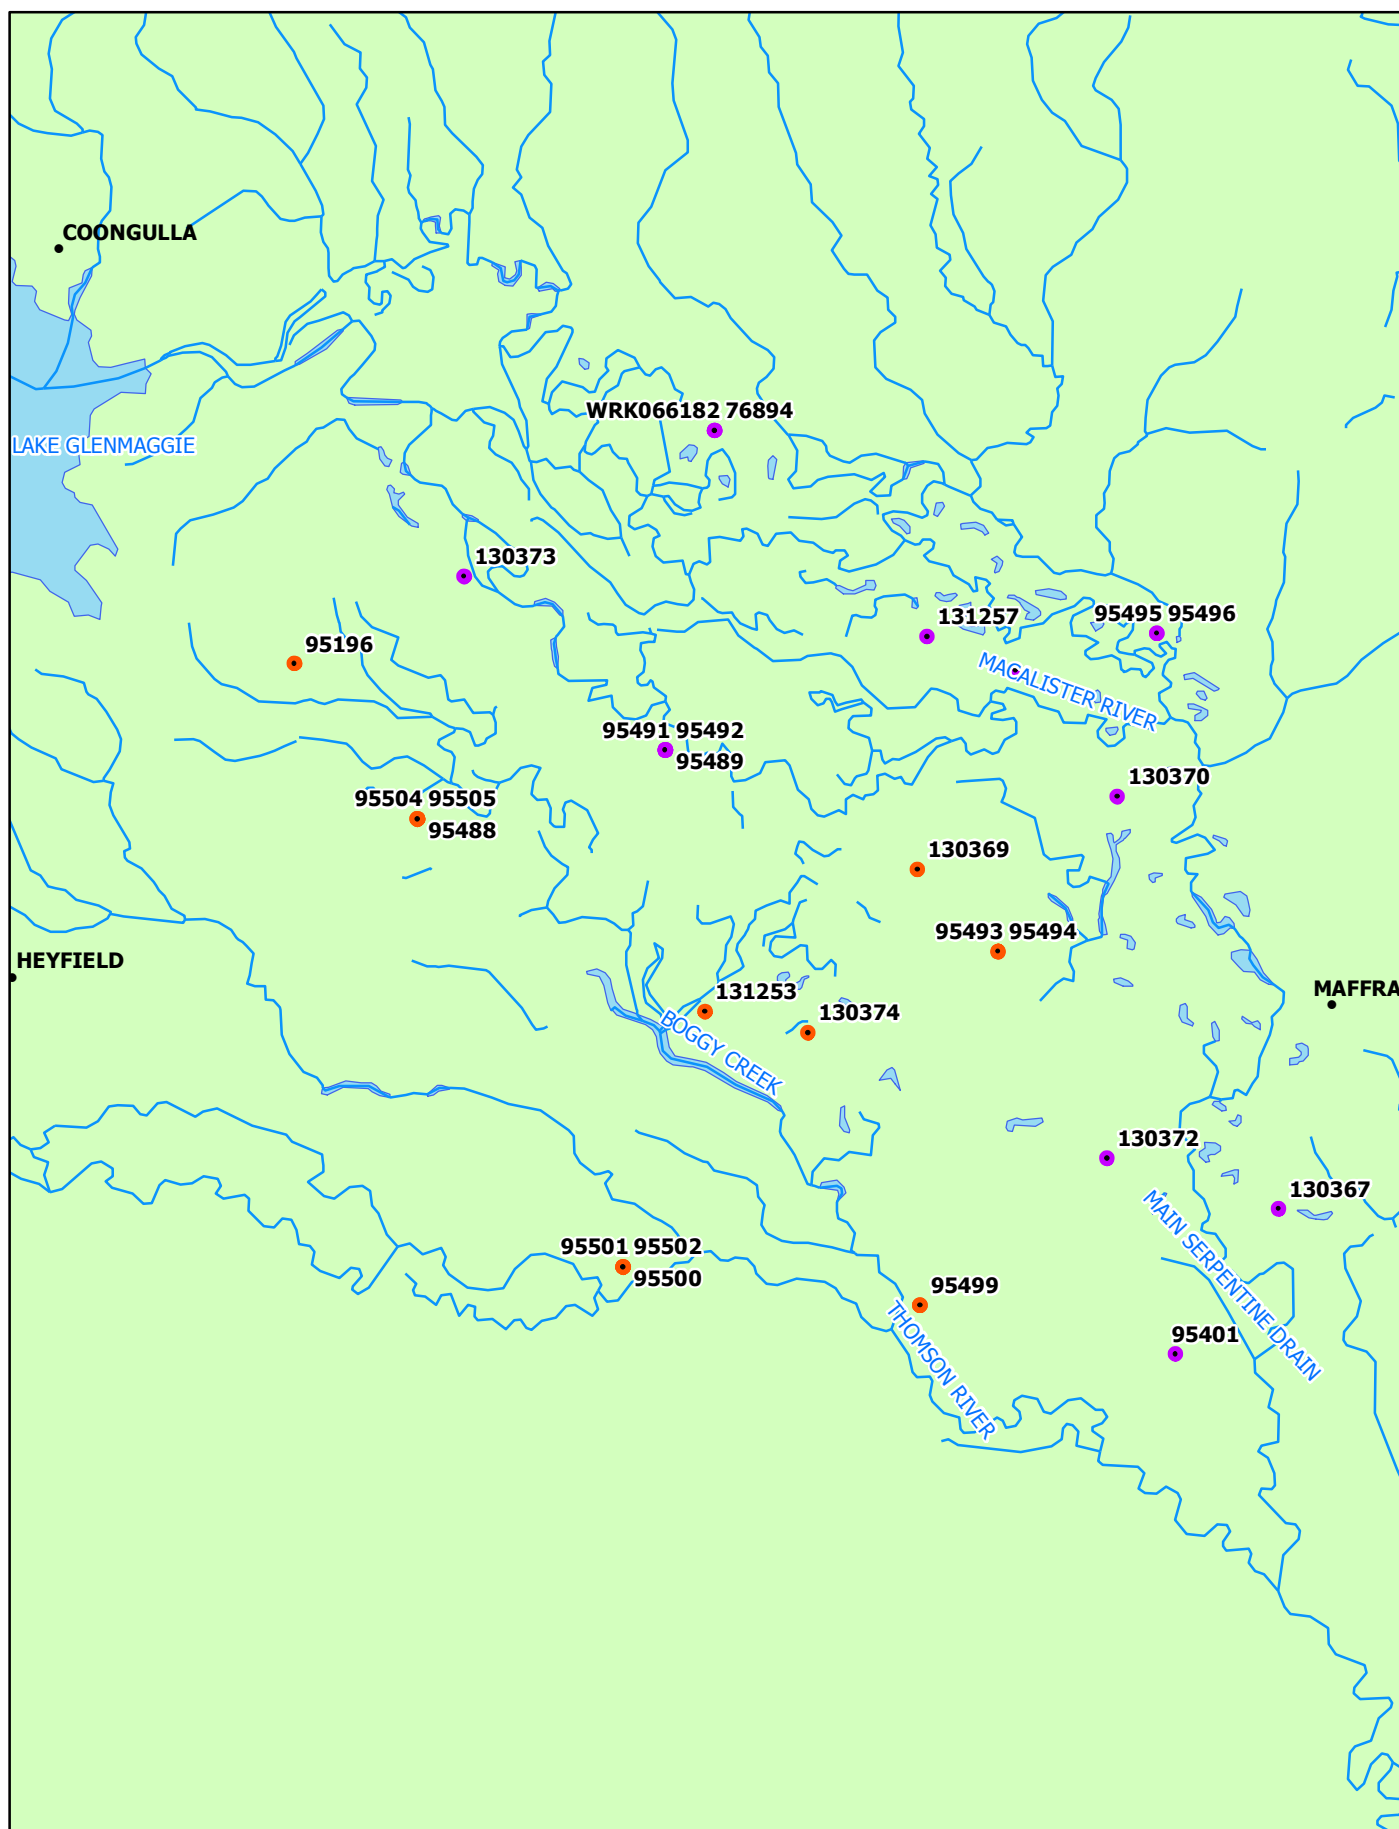 COONGULLA
WRK066182 76894
LAKE GLENMAGGIE
130373
131257
95495 95496
95196
MACALISTER RIVER
95491 95492
95489
130370
95504 95505
95488
130369
95493 95494
HEYFIELD
131253
MAFFRA
130374
BOGGY CREEK
130372
130367
MAIN SERPENTINE DRAIN
95501 95502
95500
95499
THOMSON RIVER
95401